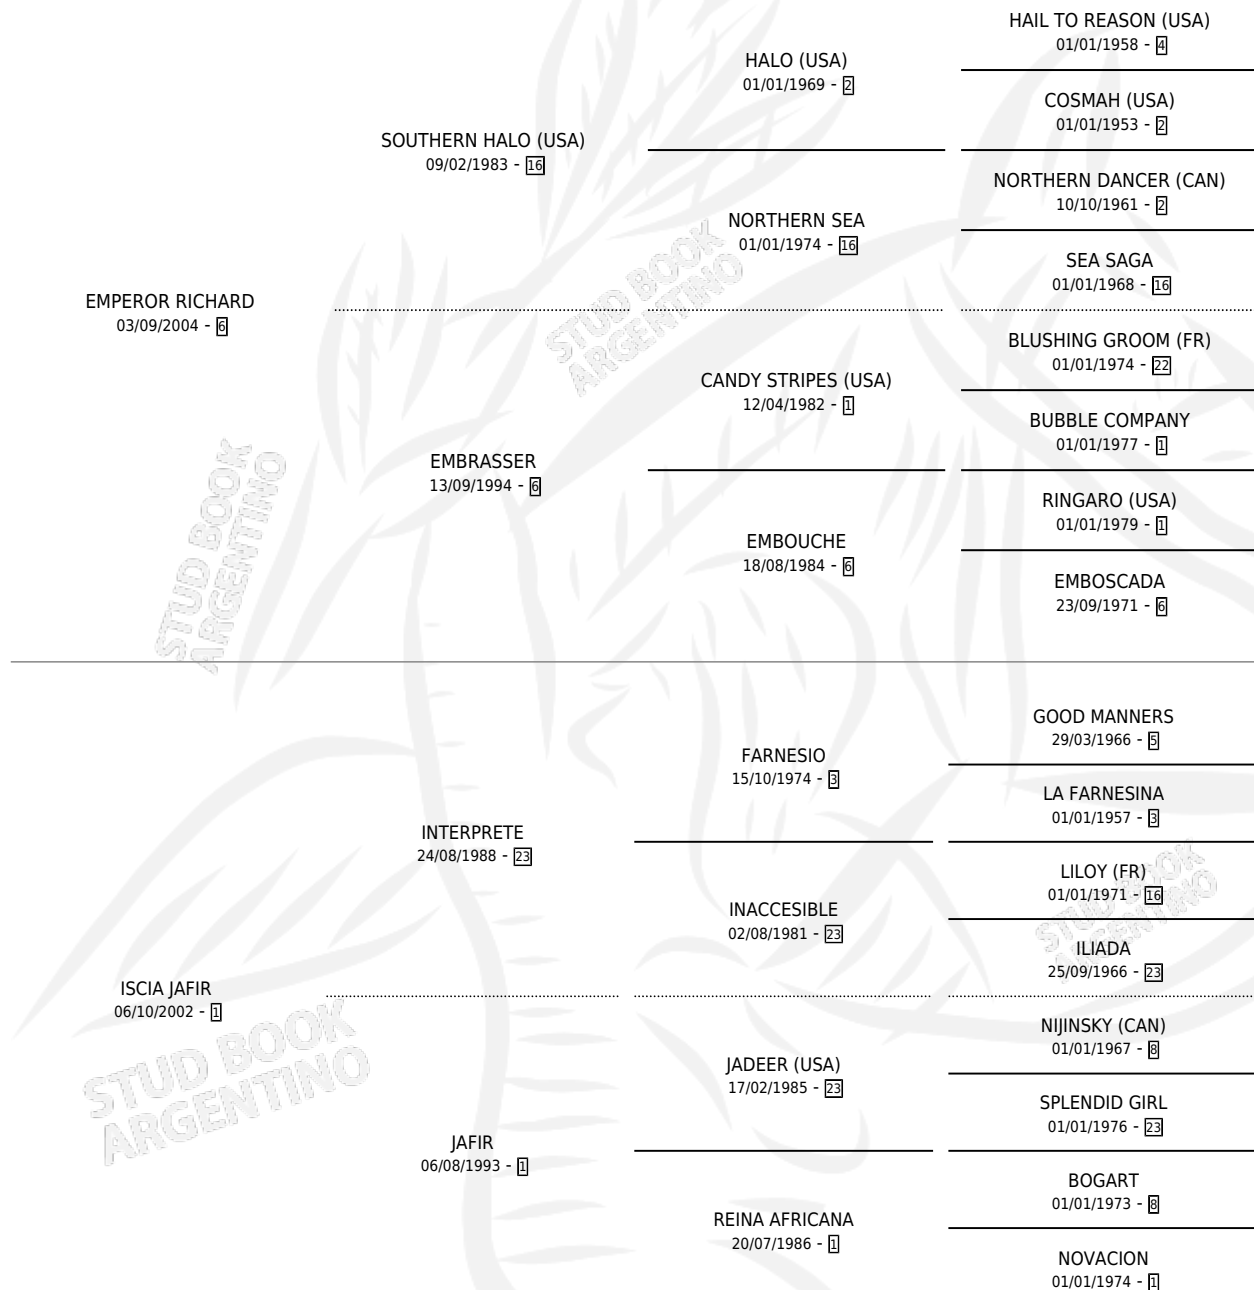 HAIL TO REASON (USA)
01/01/1958 - 4
HALO (USA)
01/01/1969 - 2
COSMAH (USA)
01/01/1953 - 2
SOUTHERN HALO (USA)
09/02/1983 - 16
NORTHERN DANCER (CAN)
10/10/1961 - 2
NORTHERN SEA
01/01/1974 - 16
SEA SAGA
01/01/1968 - 16
EMPEROR RICHARD
03/09/2004 - 6
BLUSHING GROOM (FR)
01/01/1974 - 22
CANDY STRIPES (USA)
12/04/1982 - 1
BUBBLE COMPANY
01/01/1977 - 1
EMBRASSER
13/09/1994 - 6
RINGARO (USA)
01/01/1979 - 1
EMBOUCHE
18/08/1984 - 6
EMBOSCADA
23/09/1971 - 6
STUD BOOK
ARGENTINO
STUD BOOK
ARGENTINO
GOOD MANNERS
29/03/1966 - 5
FARNESIO
15/10/1974 - 3
LA FARNESINA
01/01/1957 - 3
INTERPRETE
24/08/1988 - 23
LILOY (FR)
01/01/1971 - 16
INACCESIBLE
02/08/1981 - 23
ILIADA
25/09/1966 - 23
STUD BOOK
ARGENTINO
ISCIA JAFIR
06/10/2002 - 1
NIJINSKY (CAN)
01/01/1967 - 8
JADEER (USA)
17/02/1985 - 23
SPLENDID GIRL
01/01/1976 - 23
JAFIR
06/08/1993 - 1
BOGART
01/01/1973 - 8
REINA AFRICANA
20/07/1986 - 1
NOVACION
01/01/1974 - 1
STUD BOOK
ARGENTINO